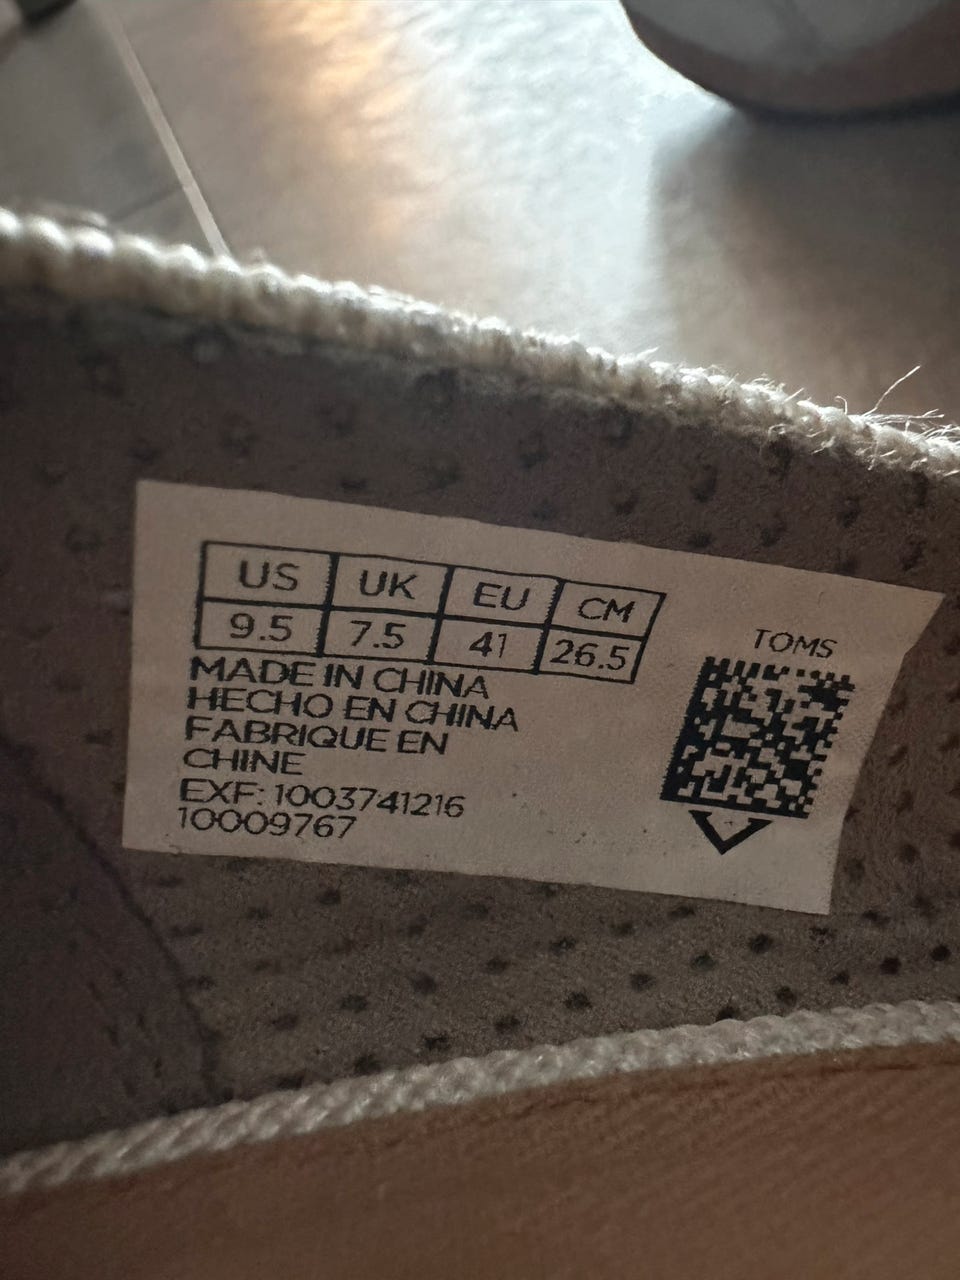 US UK EU CM
9.5 7.5 41 26.5
TOMS
MADE IN CHINA
HECHO EN CHINA
FABRIQUE EN
CHINE
EXF: 1003741216
10009767